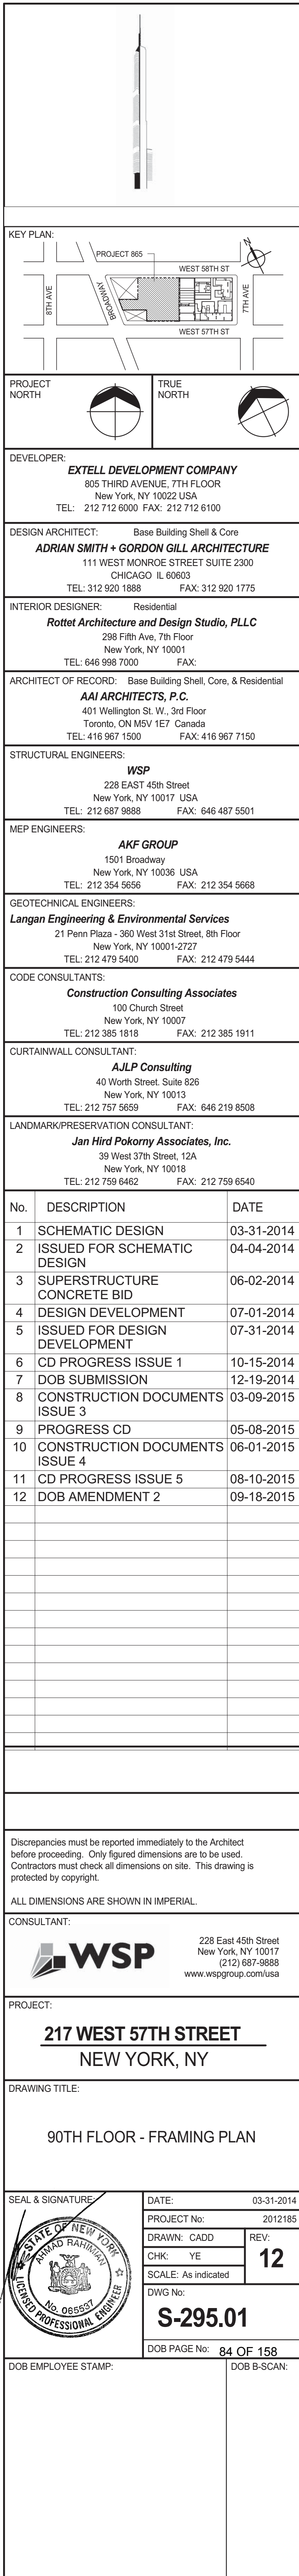 KEY PLAN:
N
PROJECT 865
WEST 58TH ST
8TH AVE
BROADWAY
7TH AVE
WEST 57TH ST
PROJECT
NORTH
TRUE
NORTH
DEVELOPER:
EXTELL DEVELOPMENT COMPANY
805 THIRD AVENUE, 7TH FLOOR
New York, NY 10022 USA
TEL: 212 712 6000 FAX: 212 712 6100
DESIGN ARCHITECT: Base Building Shell & Core
ADRIAN SMITH + GORDON GILL ARCHITECTURE
111 WEST MONROE STREET SUITE 2300
CHICAGO IL 60603
TEL: 312 920 1888 FAX: 312 920 1775
INTERIOR DESIGNER: Residential
Rottet Architecture and Design Studio, PLLC
298 Fifth Ave, 7th Floor
New York, NY 10001
TEL: 646 998 7000 FAX:
ARCHITECT OF RECORD: Base Building Shell, Core, & Residential
AAI ARCHITECTS, P.C.
401 Wellington St. W., 3rd Floor
Toronto, ON M5V 1E7 Canada
TEL: 416 967 1500 FAX: 416 967 7150
STRUCTURAL ENGINEERS:
WSP
228 EAST 45th Street
New York, NY 10017 USA
TEL: 212 687 9888 FAX: 646 487 5501
MEP ENGINEERS:
AKF GROUP
1501 Broadway
New York, NY 10036 USA
TEL: 212 354 5656 FAX: 212 354 5668
GEOTECHNICAL ENGINEERS:
Langan Engineering & Environmental Services
21 Penn Plaza - 360 West 31st Street, 8th Floor
New York, NY 10001-2727
TEL: 212 479 5400 FAX: 212 479 5444
CODE CONSULTANTS:
Construction Consulting Associates
100 Church Street
New York, NY 10007
TEL: 212 385 1818 FAX: 212 385 1911
CURTAINWALL CONSULTANT:
AJLP Consulting
40 Worth Street. Suite 826
New York, NY 10013
TEL: 212 757 5659 FAX: 646 219 8508
LANDMARK/PRESERVATION CONSULTANT:
Jan Hird Pokorny Associates, Inc.
39 West 37th Street, 12A
New York, NY 10018
TEL: 212 759 6462 FAX: 212 759 6540
No. DESCRIPTION DATE
1 SCHEMATIC DESIGN 03-31-2014
2 ISSUED FOR SCHEMATIC 04-04-2014
DESIGN
3 SUPERSTRUCTURE 06-02-2014
CONCRETE BID
4 DESIGN DEVELOPMENT 07-01-2014
5 ISSUED FOR DESIGN 07-31-2014
DEVELOPMENT
6 CD PROGRESS ISSUE 1 10-15-2014
7 DOB SUBMISSION 12-19-2014
8 CONSTRUCTION DOCUMENTS 03-09-2015
ISSUE 3
9 PROGRESS CD 05-08-2015
10 CONSTRUCTION DOCUMENTS 06-01-2015
ISSUE 4
11 CD PROGRESS ISSUE 5 08-10-2015
12 DOB AMENDMENT 2 09-18-2015
Discrepancies must be reported immediately to the Architect
before proceeding. Only figured dimensions are to be used.
Contractors must check all dimensions on site. This drawing is
protected by copyright.
ALL DIMENSIONS ARE SHOWN IN IMPERIAL.
CONSULTANT:
WSP
228 East 45th Street
New York, NY 10017
(212) 687-9888
www.wspgroup.com/usa
PROJECT:
217 WEST 57TH STREET
NEW YORK, NY
DRAWING TITLE:
90TH FLOOR - FRAMING PLAN
SEAL & SIGNATURE:
STATE OF NEW YORK
AHMAD RAHIMIAN
No. 065537
LICENSED PROFESSIONAL ENGINEER
DATE: 03-31-2014
PROJECT No: 2012185
DRAWN: CADD
CHK: YE
SCALE: As indicated
REV:
12
DWG No:
S-295.01
DOB PAGE No: 84 OF 158
DOB EMPLOYEE STAMP:
DOB B-SCAN: